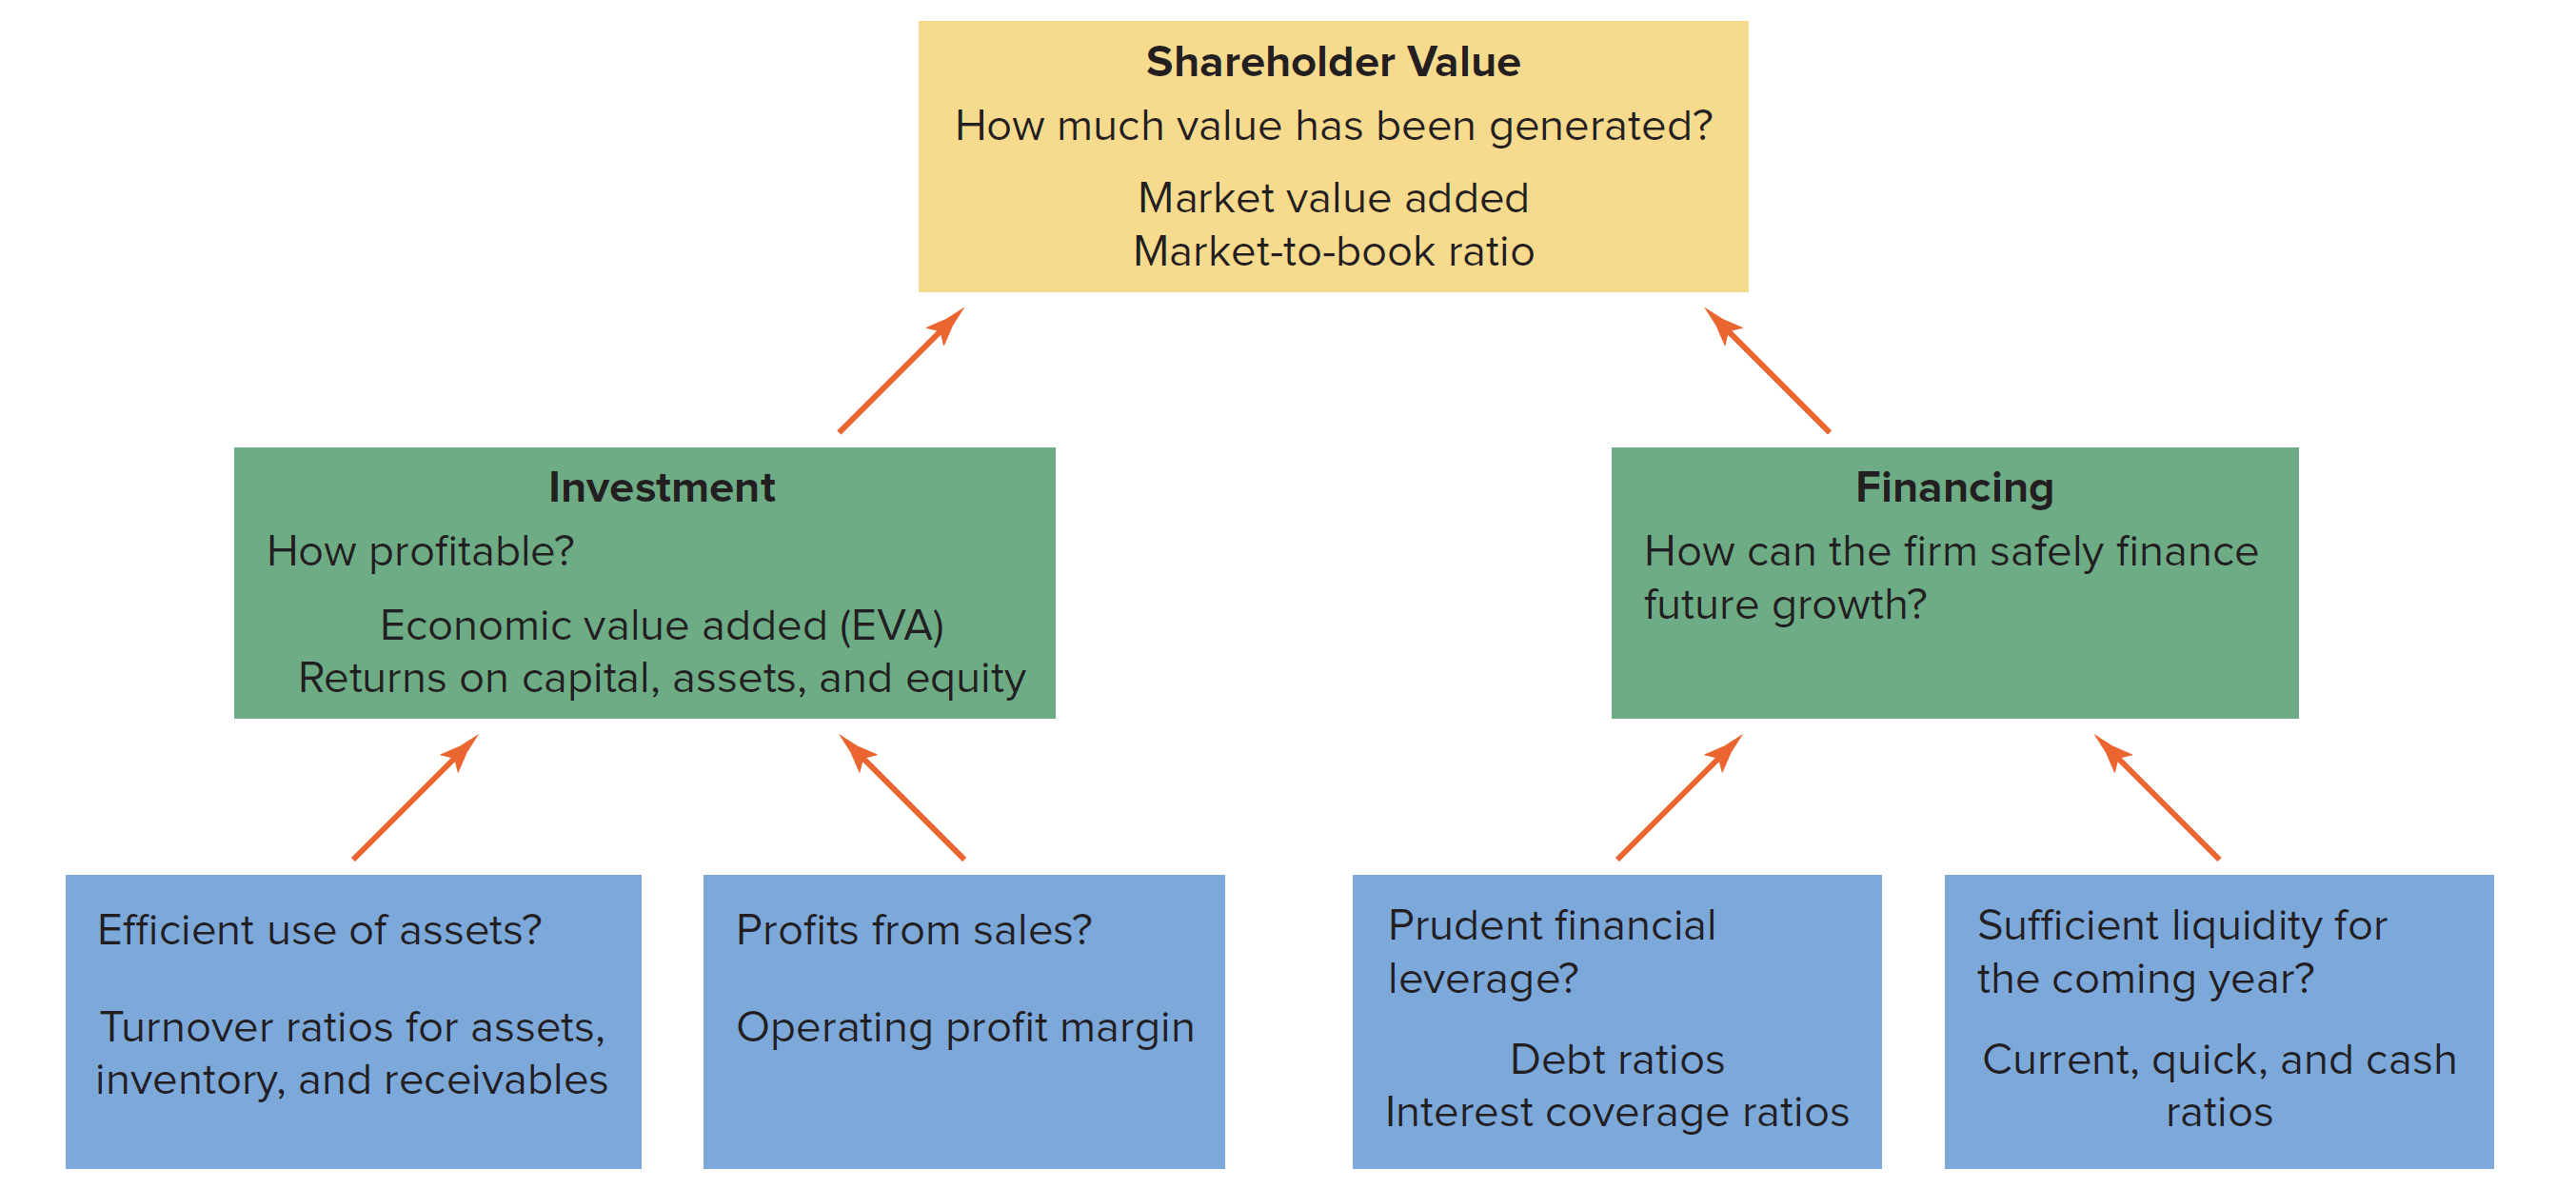 Shareholder Value
How much value has been generated?
Market value added
Market-to-book ratio
Investment
How profitable?
Economic value added (EVA)
Returns on capital, assets, and equity
Financing
How can the firm safely finance
future growth?
Efficient use of assets?
Turnover ratios for assets,
inventory, and receivables
Profits from sales?
Operating profit margin
Prudent financial
leverage?
Debt ratios
Interest coverage ratios
Sufficient liquidity for
the coming year?
Current, quick, and cash
ratios